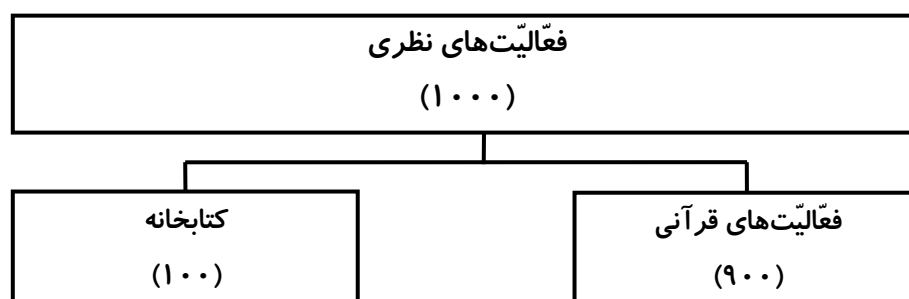 فعّالیّت‌های نظری
(۱۰۰۰)
فعّالیّت‌های قرآنی
(۹۰۰)
کتابخانه
(۱۰۰)